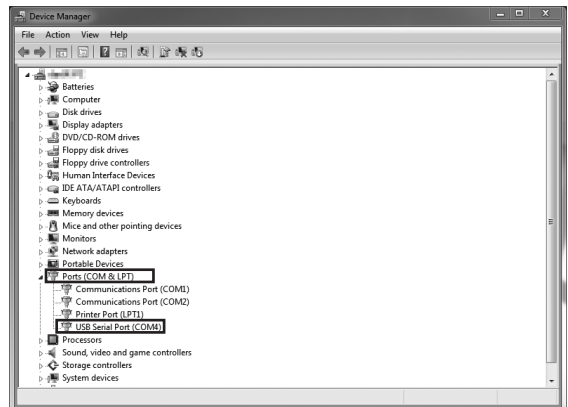 Device Manager
File Action View Help
Batteries
Computer
Disk drives
Display adapters
DVD/CD-ROM drives
Floppy disk drives
Floppy drive controllers
Human Interface Devices
IDE ATA/ATAPI controllers
Keyboards
Memory devices
Mice and other pointing devices
Monitors
Network adapters
Portable Devices
Ports (COM & LPT)
Communications Port (COM1)
Communications Port (COM2)
Printer Port (LPT1)
USB Serial Port (COM4)
Processors
Sound, video and game controllers
Storage controllers
System devices